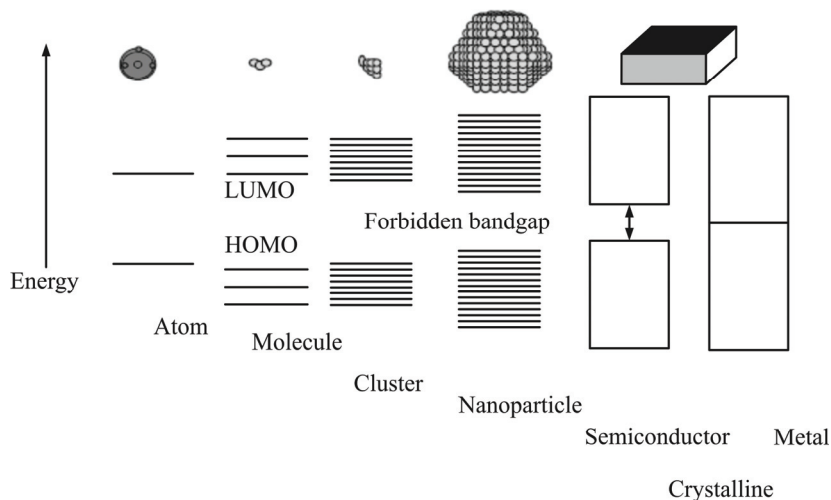 LUMO
Forbidden bandgap
HOMO
Energy
Atom
Molecule
Cluster
Nanoparticle
Semiconductor
Metal
Crystalline